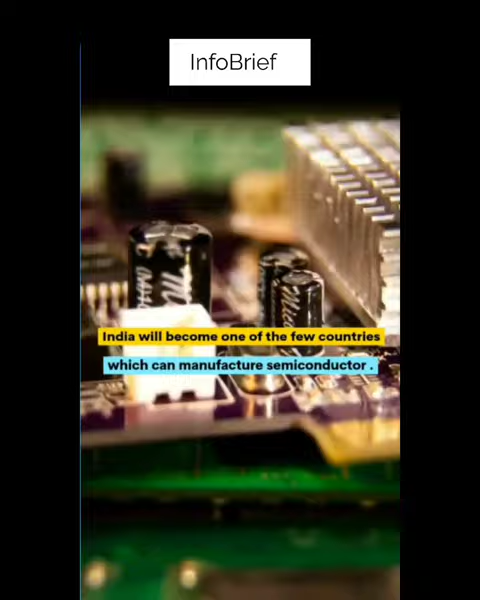 InfoBrief
India will become one of the few countries
which can manufacture semiconductor .